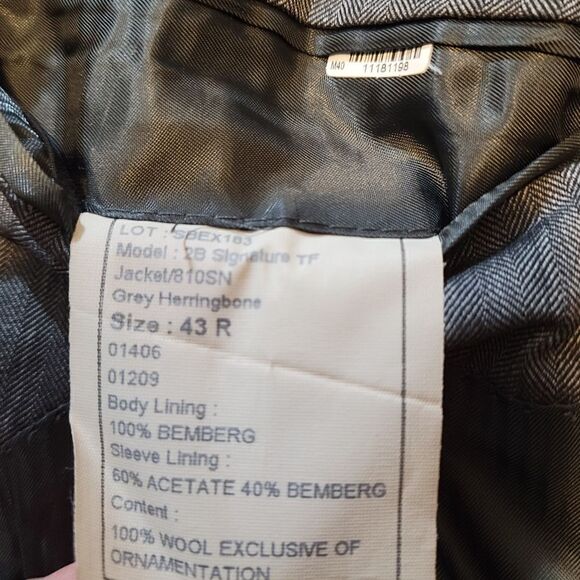 M40
11181198
LOT : SBEX183
Model : 2B Signature TF
Jacket/810SN
Grey Herringbone
Size : 43 R
01406
01209
Body Lining :
100% BEMBERG
Sleeve Lining :
60% ACETATE 40% BEMBERG
Content :
100% WOOL EXCLUSIVE OF
ORNAMENTATION